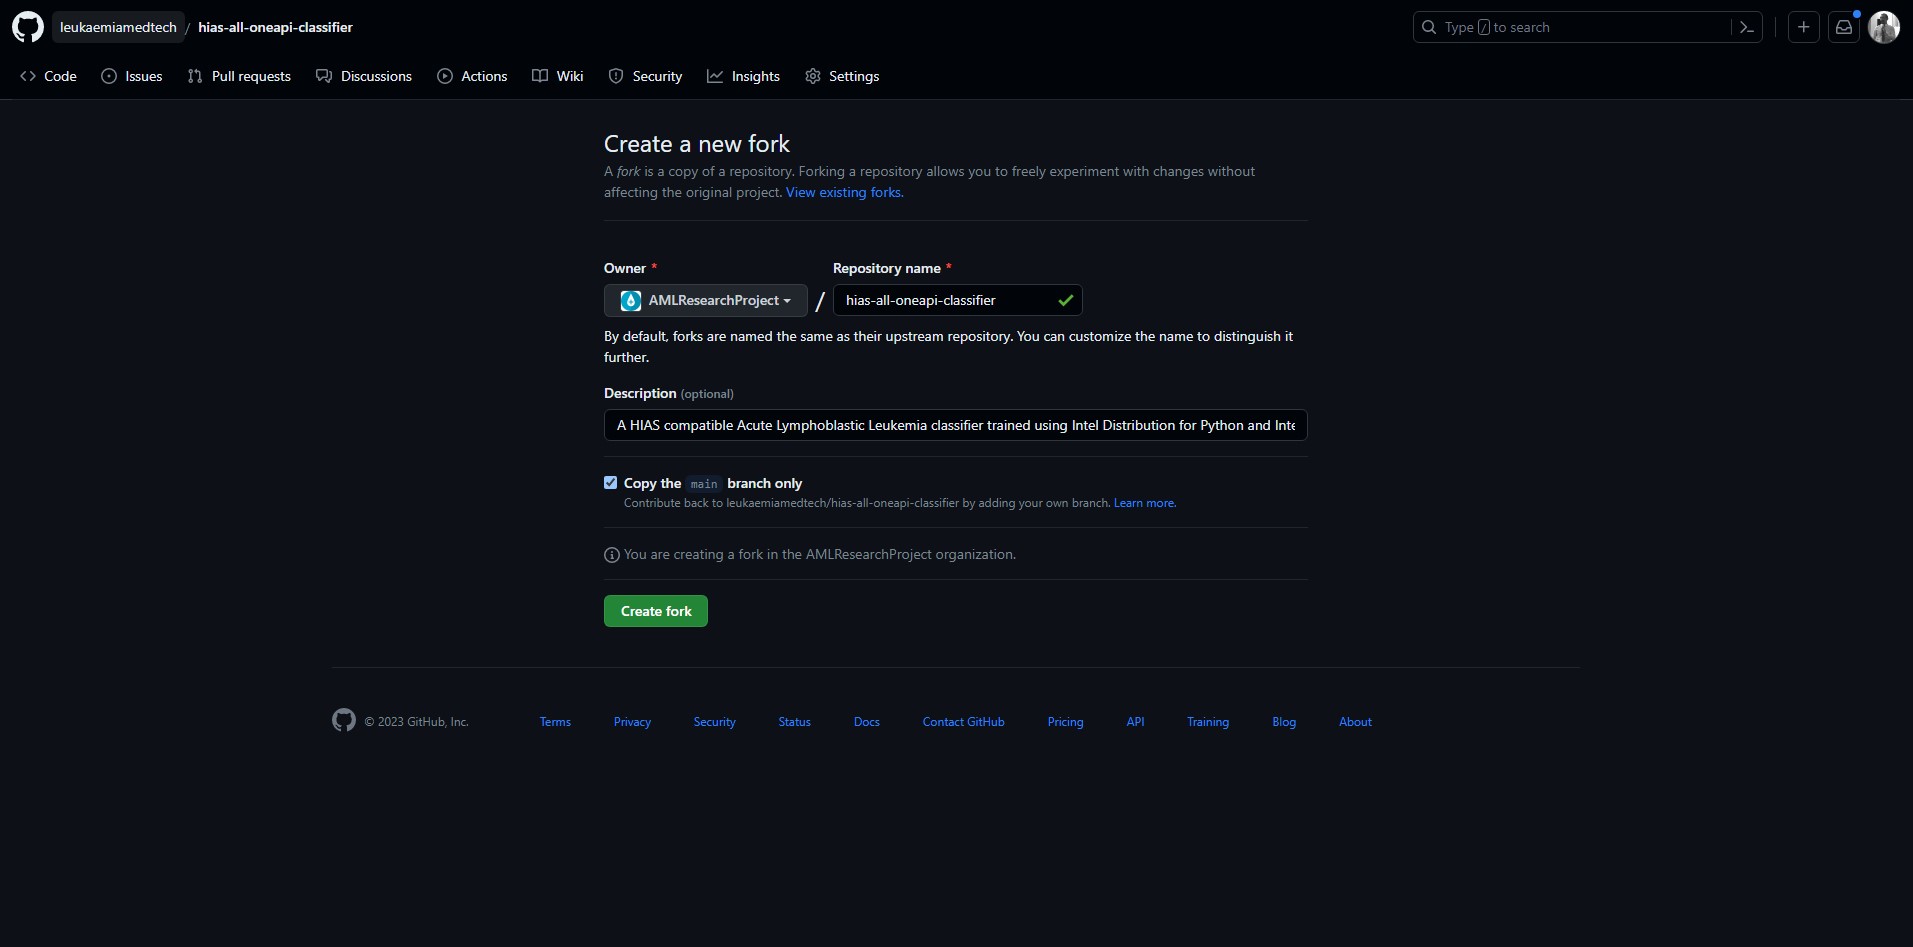 leukaemiamedtech / hias-all-oneapi-classifier
Type / to search
Code Issues Pull requests Discussions Actions Wiki Security Insights Settings
Create a new fork
A fork is a copy of a repository. Forking a repository allows you to freely experiment with changes without
affecting the original project. View existing forks.
Owner * Repository name *
AMLResearchProject / hias-all-oneapi-classifier
By default, forks are named the same as their upstream repository. You can customize the name to distinguish it
further.
Description (optional)
A HIAS compatible Acute Lymphoblastic Leukemia classifier trained using Intel Distribution for Python and Inte
Copy the main branch only
Contribute back to leukaemiamedtech/hias-all-oneapi-classifier by adding your own branch. Learn more.
You are creating a fork in the AMLResearchProject organization.
Create fork
© 2023 GitHub, Inc. Terms Privacy Security Status Docs Contact GitHub Pricing API Training Blog About